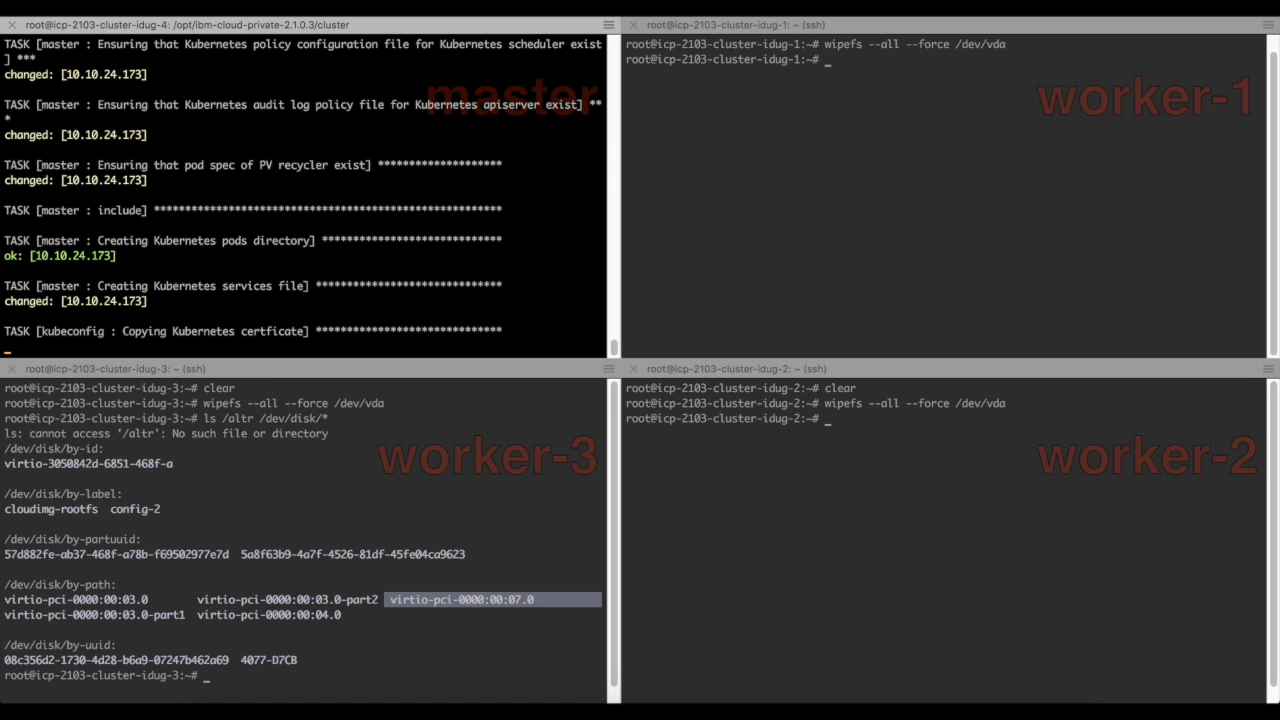 root@icp-2103-cluster-idug-4: /opt/ibm-cloud-private-2.1.0.3/cluster
TASK [master : Ensuring that Kubernetes policy configuration file for Kubernetes scheduler exist
] ***
changed: [10.10.24.173]
TASK [master : Ensuring that Kubernetes audit log policy file for Kubernetes apiserver exist] **
*
changed: [10.10.24.173]
TASK [master : Ensuring that pod spec of PV recycler exist] ********************
changed: [10.10.24.173]
TASK [master : include] ********************************************************
TASK [master : Creating Kubernetes pods directory] *****************************
ok: [10.10.24.173]
TASK [master : Creating Kubernetes services file] ******************************
changed: [10.10.24.173]
TASK [kubeconfig : Copying Kubernetes certficate] ******************************
master
root@icp-2103-cluster-idug-1: ~ (ssh)
root@icp-2103-cluster-idug-1:~# wipefs --all --force /dev/vda
root@icp-2103-cluster-idug-1:~#
worker-1
root@icp-2103-cluster-idug-3: ~ (ssh)
root@icp-2103-cluster-idug-3:~# clear
root@icp-2103-cluster-idug-3:~# wipefs --all --force /dev/vda
root@icp-2103-cluster-idug-3:~# ls /altr /dev/disk/*
ls: cannot access '/altr': No such file or directory
/dev/disk/by-id:
virtio-3050842d-6851-468f-a
/dev/disk/by-label:
cloudimg-rootfs config-2
/dev/disk/by-partuuid:
57d882fe-ab37-468f-a78b-f69502977e7d 5a8f63b9-4a7f-4526-81df-45fe04ca9623
/dev/disk/by-path:
virtio-pci-0000:00:03.0 virtio-pci-0000:00:03.0-part2 virtio-pci-0000:00:07.0
virtio-pci-0000:00:03.0-part1 virtio-pci-0000:00:04.0
/dev/disk/by-uuid:
08c356d2-1730-4d28-b6a9-07247b462a69 4077-D7CB
root@icp-2103-cluster-idug-3:~#
worker-3
root@icp-2103-cluster-idug-2: ~ (ssh)
root@icp-2103-cluster-idug-2:~# clear
root@icp-2103-cluster-idug-2:~# wipefs --all --force /dev/vda
root@icp-2103-cluster-idug-2:~#
worker-2